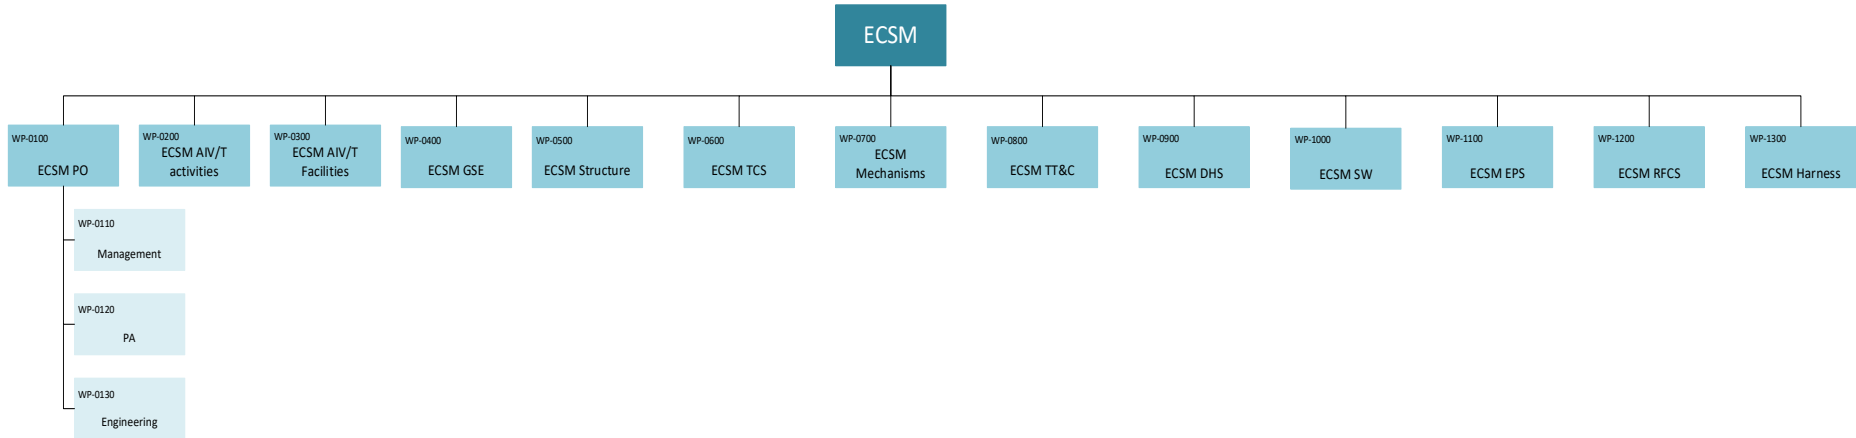 ECSM
WP-0100
ECSM PO
WP-0200
ECSM AIV/T
activities
WP-0300
ECSM AIV/T
Facilities
WP-0400
ECSM GSE
WP-0500
ECSM Structure
WP-0600
ECSM TCS
WP-0700
ECSM
Mechanisms
WP-0800
ECSM TT&C
WP-0900
ECSM DHS
WP-1000
ECSM SW
WP-1100
ECSM EPS
WP-1200
ECSM RFCS
WP-1300
ECSM Harness
WP-0110
Management
WP-0120
PA
WP-0130
Engineering